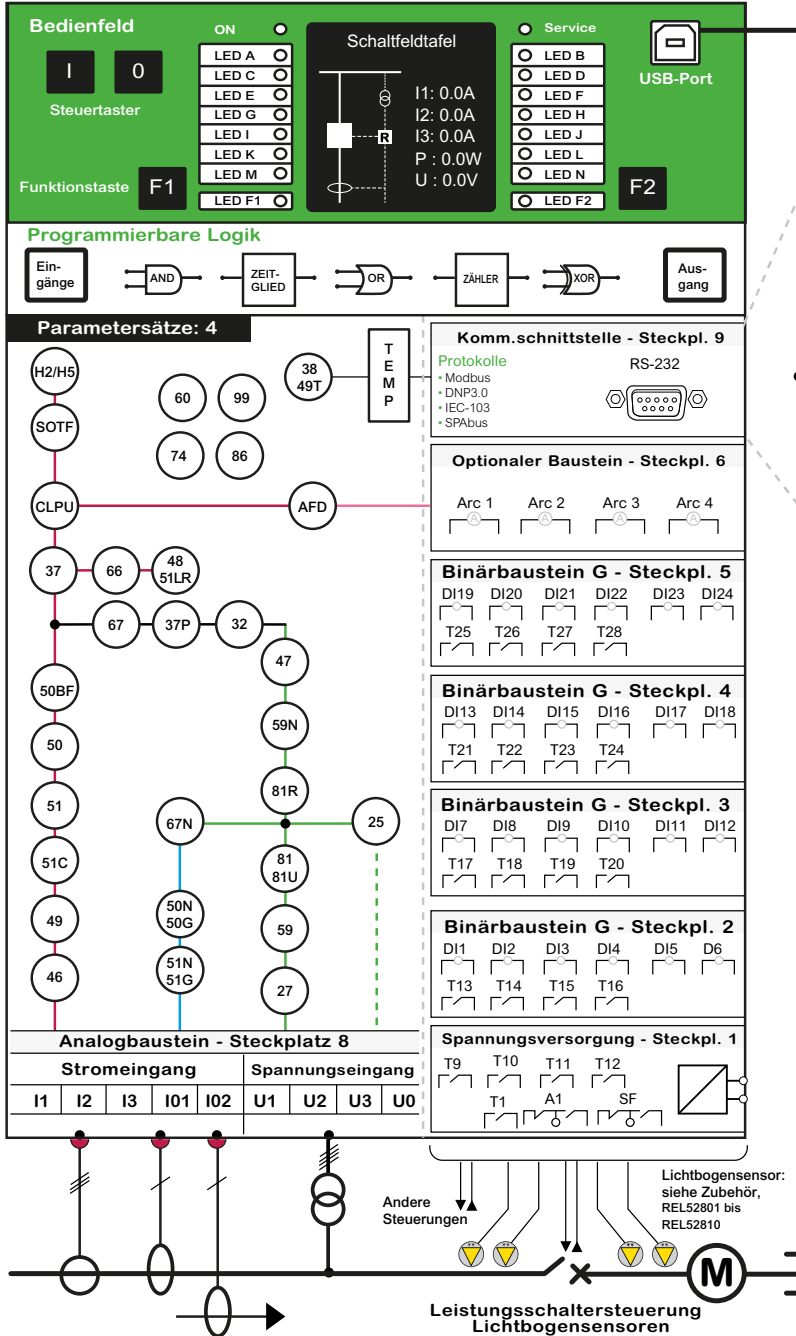 Bedienfeld
ON
Service
I
0
Steuertaster
Funktionstaste
F1
LED A
LED C
LED E
LED G
LED I
LED K
LED M
LED F1
Schaltfeldtafel
R
I1: 0.0A
I2: 0.0A
I3: 0.0A
P : 0.0W
U : 0.0V
LED B
LED D
LED F
LED H
LED J
LED L
LED N
LED F2
USB-Port
F2
Programmierbare Logik
Ein-
gänge
AND
ZEIT-
GLIED
OR
ZÄHLER
XOR
Aus-
gang
Parametersätze: 4
H2/H5
SOTF
60
99
74
86
38
49T
T
E
M
P
CLPU
AFD
37
66
48
51LR
67
37P
32
47
50BF
59N
50
81R
51
67N
25
51C
81
81U
49
50N
50G
59
46
51N
51G
27
Komm.schnittstelle - Steckpl. 9
Protokolle
• Modbus
• DNP3.0
• IEC-103
• SPAbus
RS-232
Optionaler Baustein - Steckpl. 6
Arc 1 Arc 2 Arc 3 Arc 4
A A A A
Binärbaustein G - Steckpl. 5
DI19 DI20 DI21 DI22 DI23 DI24
T25 T26 T27 T28
Binärbaustein G - Steckpl. 4
DI13 DI14 DI15 DI16 DI17 DI18
T21 T22 T23 T24
Binärbaustein G - Steckpl. 3
DI7 DI8 DI9 DI10 DI11 DI12
T17 T18 T19 T20
Binärbaustein G - Steckpl. 2
DI1 DI2 DI3 DI4 DI5 D6
T13 T14 T15 T16
Spannungsversorgung - Steckpl. 1
T9 T10 T11 T12
T1 A1 SF
Analogbaustein - Steckplatz 8
Stromeingang Spannungseingang
I1 I2 I3 I01 I02 U1 U2 U3 U0
Andere
Steuerungen
Lichtbogensensor:
siehe Zubehör,
REL52801 bis
REL52810
M
Leistungsschaltersteuerung
Lichtbogensensoren